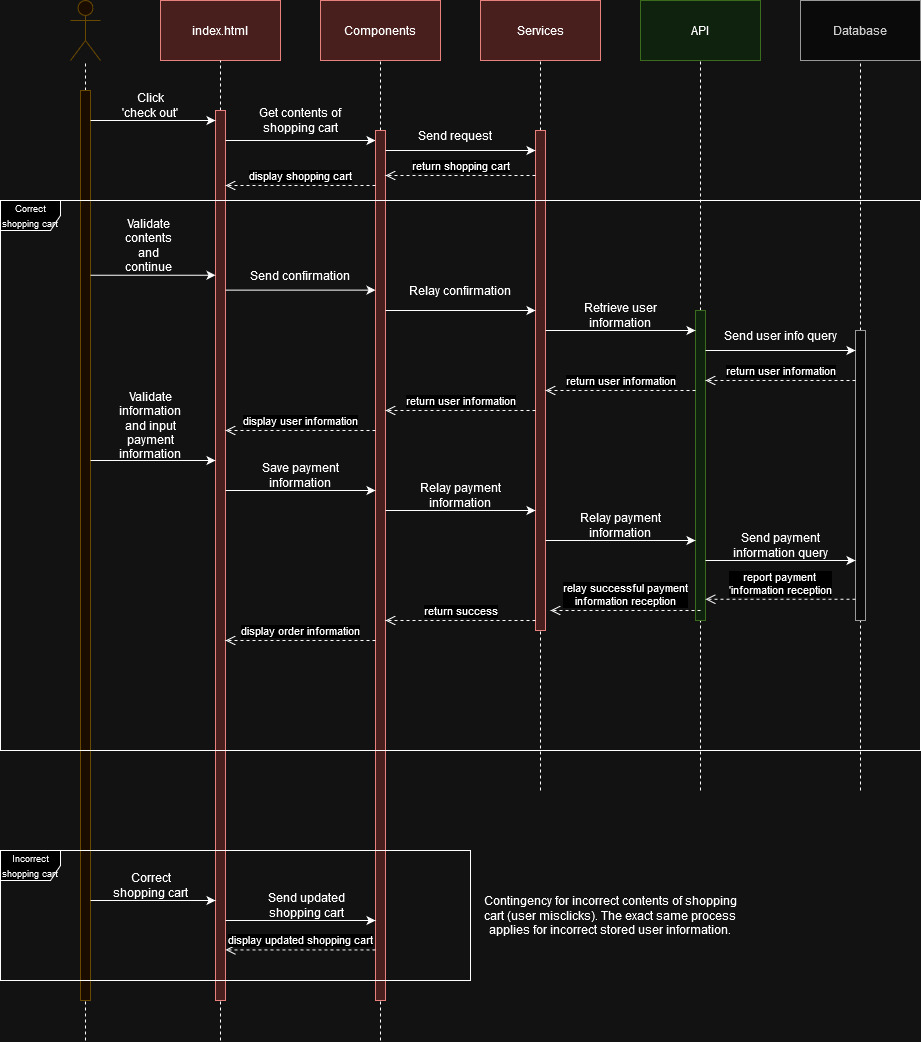 index.html
Components
Services
API
Database
Click
'check out'
Get contents of
shopping cart
Send request
return shopping cart
display shopping cart
Correct
shopping cart
Validate
contents
and
continue
Send confirmation
Relay confirmation
Retrieve user
information
Send user info query
return user information
return user information
return user information
display user information
Validate
information
and input
payment
information
Save payment
information
Relay payment
information
Relay payment
information
Send payment
information query
report payment
'information reception
relay successful payment
information reception
return success
display order information
Incorrect
shopping cart
Correct
shopping cart
Send updated
shopping cart
display updated shopping cart
Contingency for incorrect contents of shopping
cart (user misclicks). The exact same process
applies for incorrect stored user information.